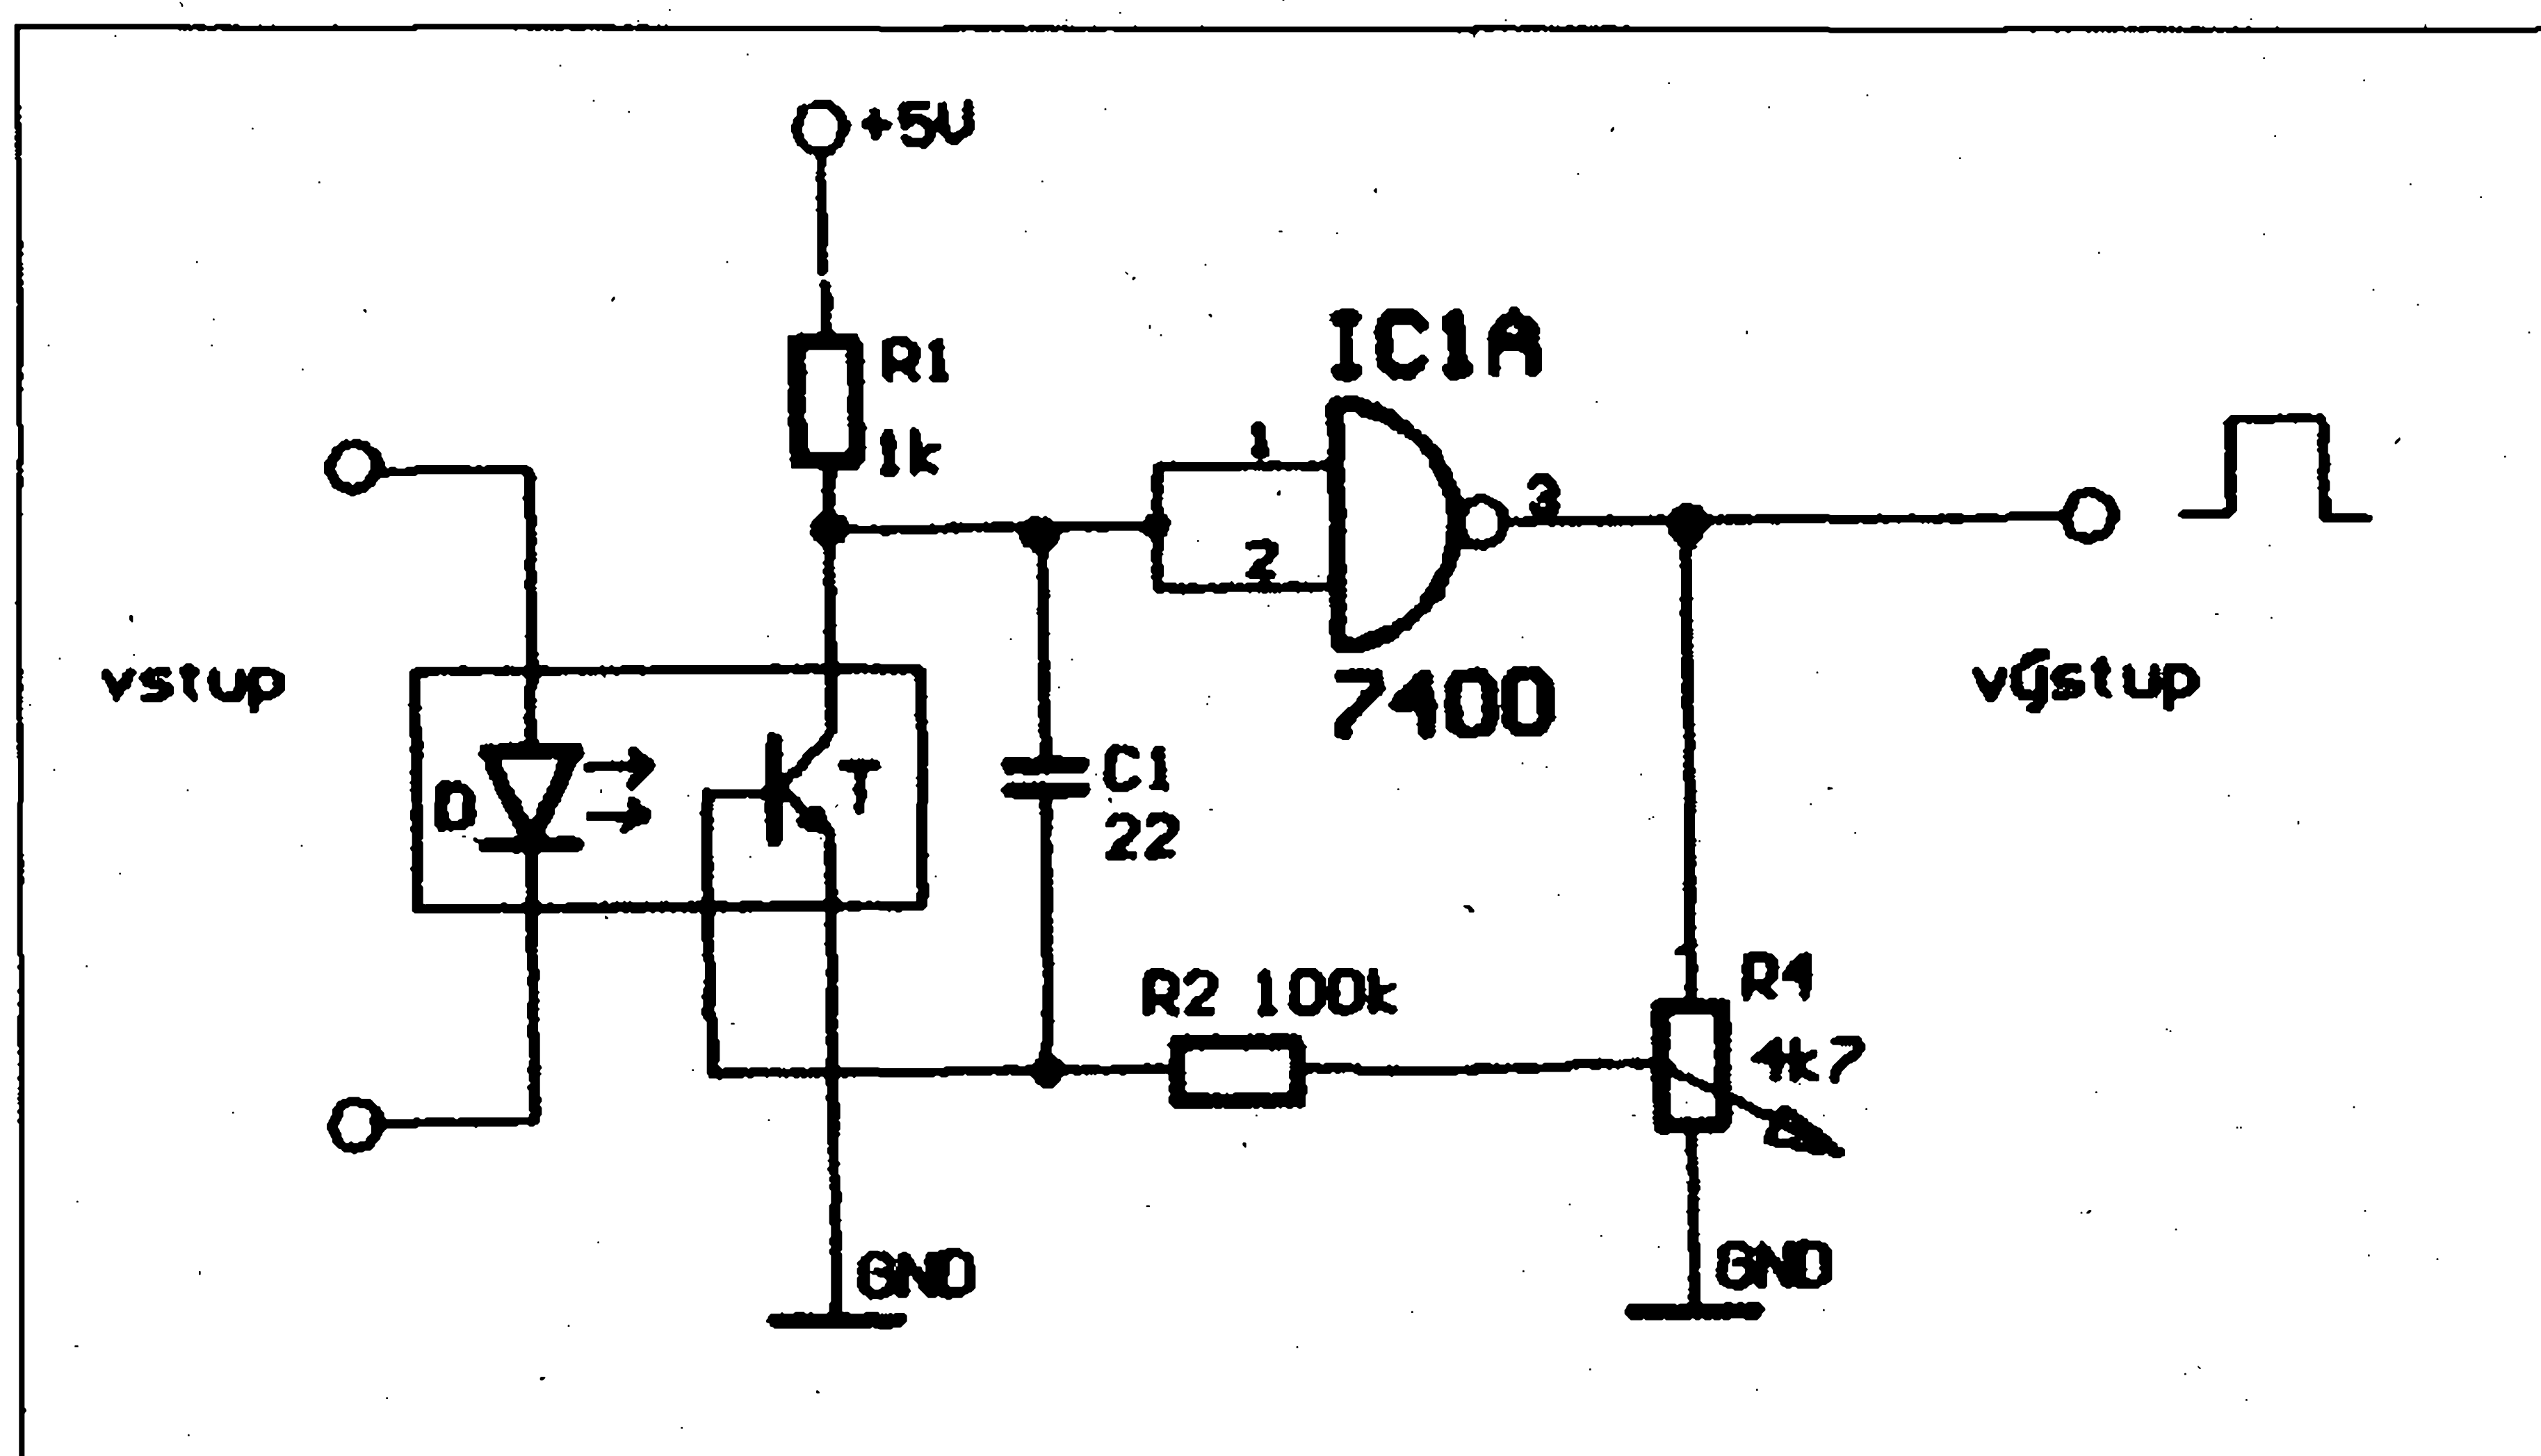 +5V
R1
1k
IC1A
1
2
3
7400
vstup
výstup
D
T
C1
22
R2 100k
R4
4k7
GND
GND